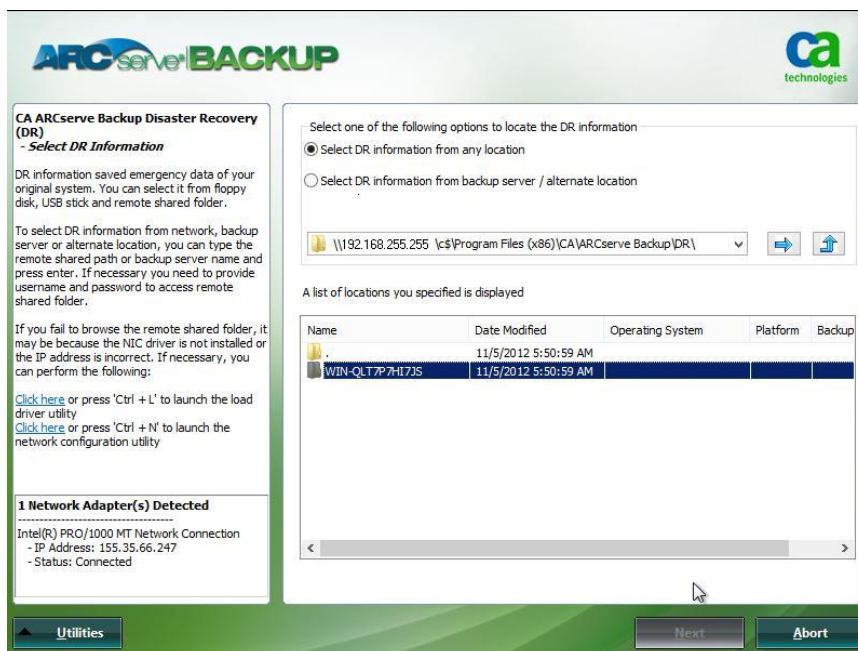 ARCserve® BACKUP
ca
technologies
CA ARCserve Backup Disaster Recovery
(DR)
- Select DR Information
DR information saved emergency data of your
original system. You can select it from floppy
disk, USB stick and remote shared folder.
To select DR information from network, backup
server or alternate location, you can type the
remote shared path or backup server name and
press enter. If necessary you need to provide
username and password to access remote
shared folder.
If you fail to browse the remote shared folder, it
may be because the NIC driver is not installed or
the IP address is incorrect. If necessary, you
can perform the following:
Click here or press 'Ctrl + L' to launch the load
driver utility
Click here or press 'Ctrl + N' to launch the
network configuration utility
1 Network Adapter(s) Detected
------------------------------------
Intel(R) PRO/1000 MT Network Connection
- IP Address: 155.35.66.247
- Status: Connected
Select one of the following options to locate the DR information
Select DR information from any location
Select DR information from backup server / alternate location
\\192.168.255.255 \c$\Program Files (x86)\CA\ARCserve Backup\DR\
A list of locations you specified is displayed
Name Date Modified Operating System Platform Backup
. 11/5/2012 5:50:59 AM
WIN-QLT7P7HI7JS 11/5/2012 5:50:59 AM
Utilities Next Abort